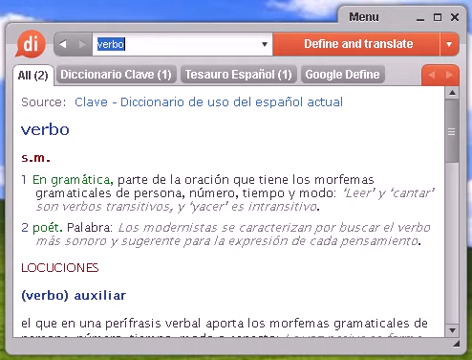 Menu
di
verbo
Define and translate
All (2)
Diccionario Clave (1)
Tesauro Español (1)
Google Define
Source: Clave - Diccionario de uso del español actual
verbo
s.m.
1 En gramática, parte de la oración que tiene los morfemas
gramaticales de persona, número, tiempo y modo: ‘Leer’ y ‘cantar’
son verbos transitivos, y ‘yacer’ es intransitivo.
2 poét. Palabra: Los modernistas se caracterizan por buscar el verbo
más sonoro y sugerente para la expresión de cada pensamiento.
LOCUCIONES
(verbo) auxiliar
el que en una perífrasis verbal aporta los morfemas gramaticales de